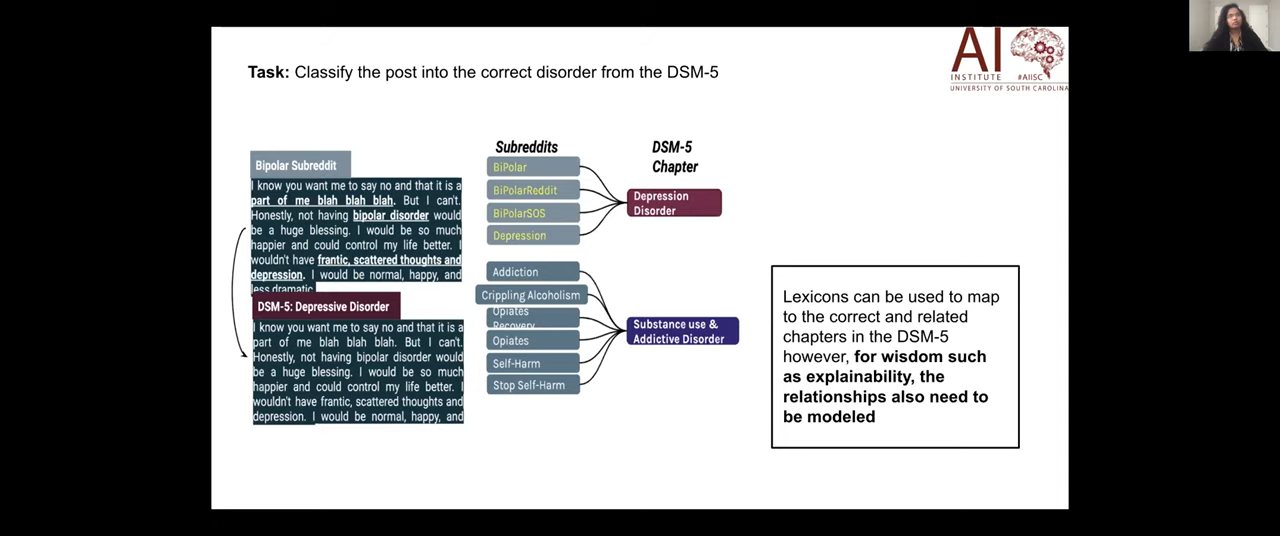 AI
INSTITUTE #AIISC
UNIVERSITY OF SOUTH CAROLINA
Task: Classify the post into the correct disorder from the DSM-5
Bipolar Subreddit
I know you want me to say no and that it is a
part of me blah blah blah. But I can't.
Honestly, not having bipolar disorder would
be a huge blessing. I would be so much
happier and could control my life better. I
wouldn't have frantic, scattered thoughts and
depression. I would be normal, happy, and
less dramatic.
DSM-5: Depressive Disorder
I know you want me to say no and that it is a
part of me blah blah blah. But I can't.
Honestly, not having bipolar disorder would
be a huge blessing. I would be so much
happier and could control my life better. I
wouldn't have frantic, scattered thoughts and
depression. I would be normal, happy, and
Subreddits
BiPolar
BiPolarReddit
BiPolarSOS
Depression
Addiction
Crippling Alcoholism
Opiates
Recovery
Opiates
Self-Harm
Stop Self-Harm
DSM-5
Chapter
Depression
Disorder
Substance use &
Addictive Disorder
Lexicons can be used to map
to the correct and related
chapters in the DSM-5
however, for wisdom such
as explainability, the
relationships also need to
be modeled